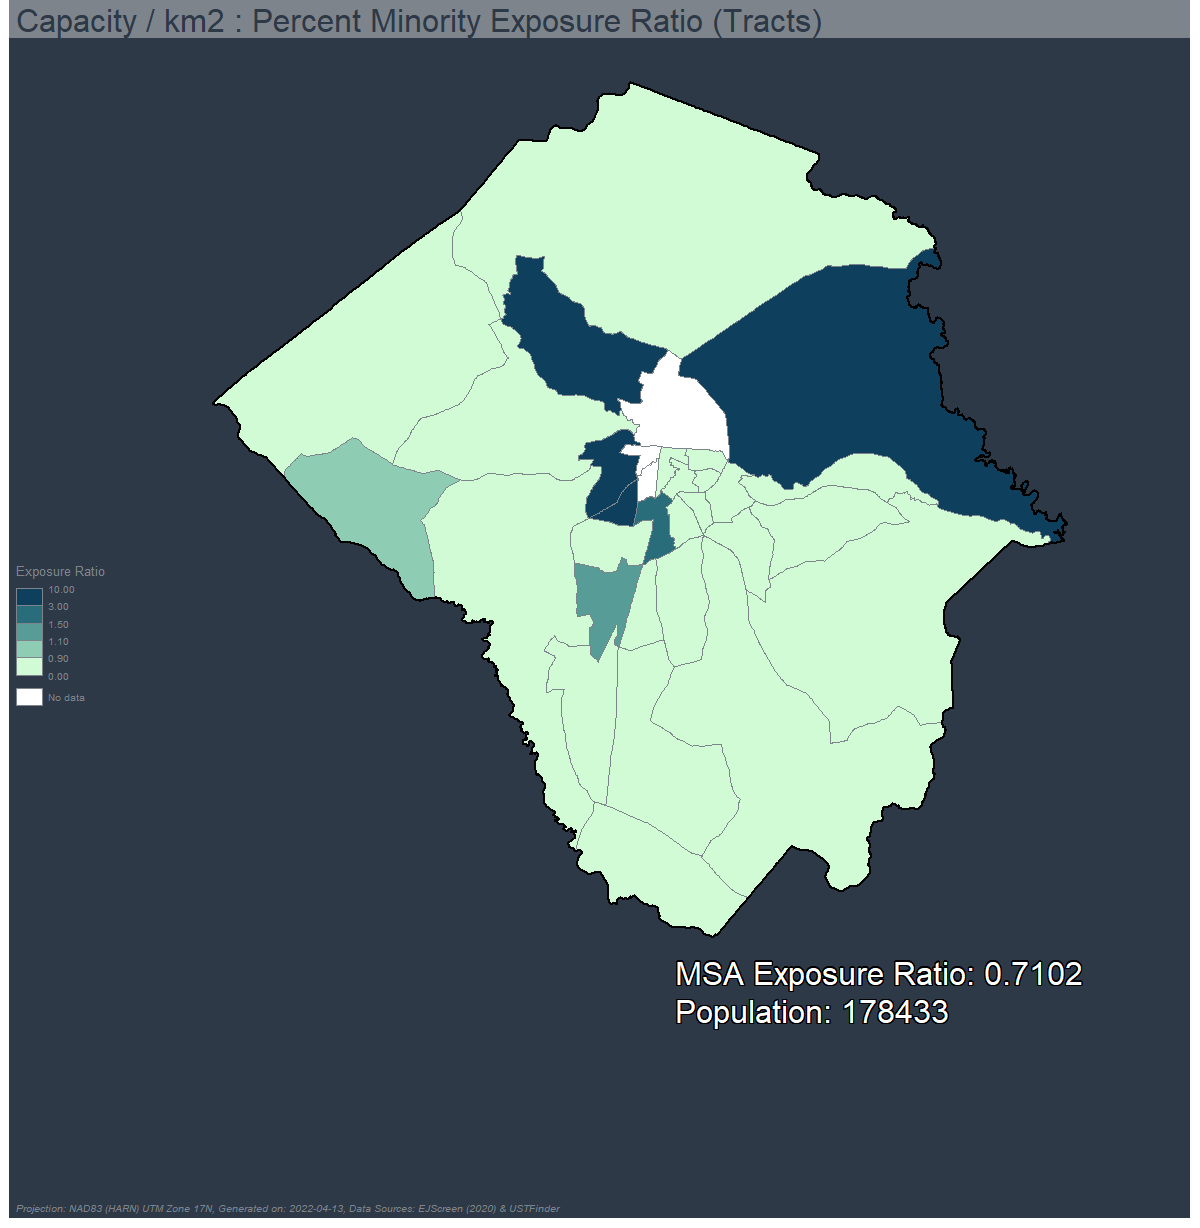 Capacity / km2 : Percent Minority Exposure Ratio (Tracts)
Exposure Ratio
10.00
3.00
1.50
1.10
0.90
0.00
No data
MSA Exposure Ratio: 0.7102
Population: 178433
Projection: NAD83 (HARN) UTM Zone 17N, Generated on: 2022-04-13, Data Sources: EJScreen (2020) & USTFinder